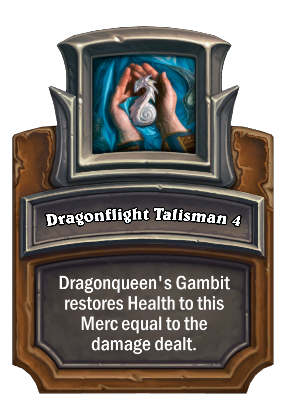 Dragonflight Talisman 4
Dragonqueen's Gambit
restores Health to this
Merc equal to the
damage dealt.